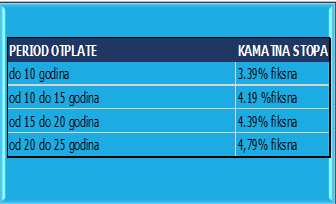 PERIOD OTPLATE KAMATNA STOPA
do 10 godina 3.39% fiksna
od 10 do 15 godina 4.19 %fiksna
od 15 do 20 godina 4.39% fiksna
od 20 do 25 godina 4,79% fiksna